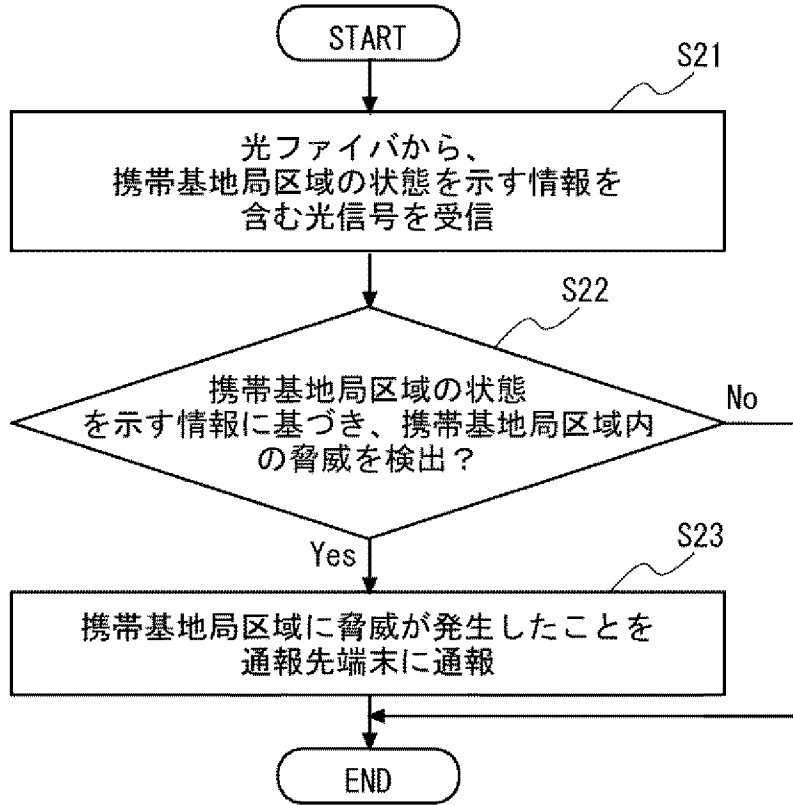 START
S21
光ファイバから、
携帯基地局区域の状態を示す情報を
含む光信号を受信
S22
携帯基地局区域の状態
を示す情報に基づき、携帯基地局区域内
の脅威を検出？
No
Yes
S23
携帯基地局区域に脅威が発生したことを
通報先端末に通報
END